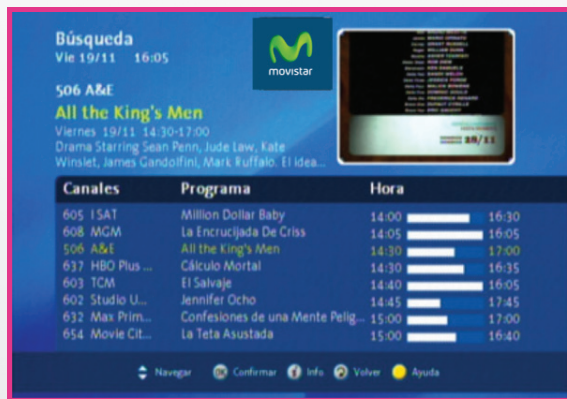 Búsqueda
Vie 19/11 16:05
movistar
28/11
506 A&E
All the King's Men
Viernes 19/11 14:30-17:00
Drama Starring Sean Penn, Jude Law, Kate
Winslet, James Gandolfini, Mark Ruffalo. El idea...
Canales Programa Hora
605 I SAT Million Dollar Baby 14:00 16:30
608 MGM La Encrucijada De Criss 14:05 16:05
506 A&E All the King's Men 14:30 17:00
637 HBO Plus ... Cálculo Mortal 14:30 16:35
603 TCM El Salvaje 14:40 16:05
602 Studio U... Jennifer Ocho 14:45 17:45
632 Max Prim... Confesiones de una Mente Pelig... 15:00 17:00
654 Movie Cit... La Teta Asustada 15:00 16:40
Navegar OK Confirmar i Info Volver Ayuda